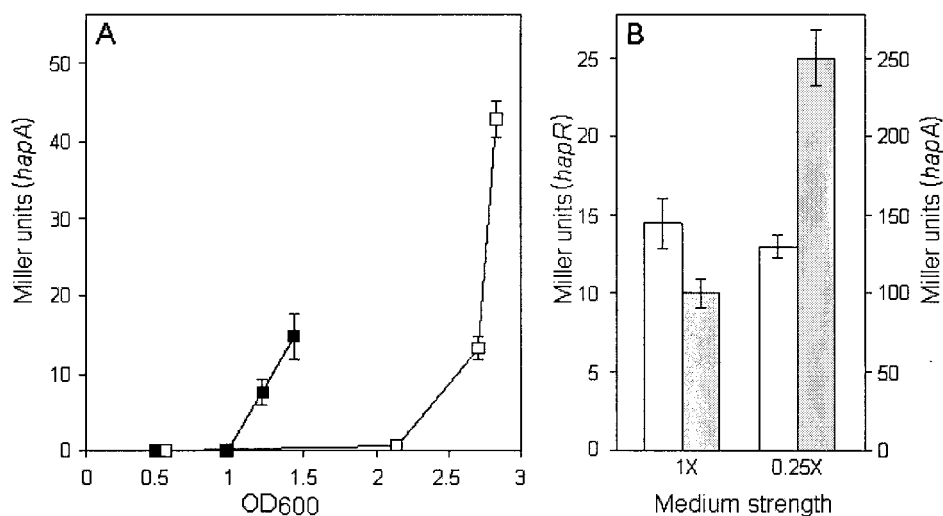 A
Miller units (hapA)
50
40
30
20
10
0
0 0.5 1 1.5 2 2.5 3
OD600
B
Miller units (hapR)
25
20
15
10
5
0
1X 0.25X
Medium strength
250
200
150
100
50
0
Miller units (hapA)